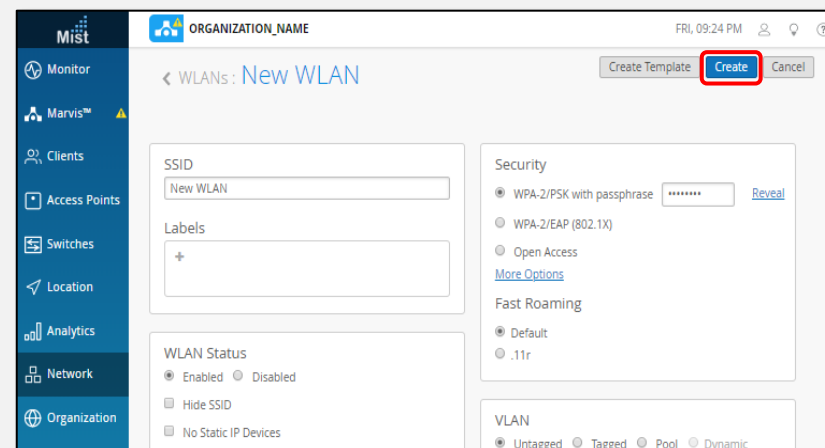 Mist
ORGANIZATION_NAME
FRI, 09:24 PM
Monitor
Marvis™
Clients
Access Points
Switches
Location
Analytics
Network
Organization
WLANs : New WLAN
Create Template
Create
Cancel
SSID
New WLAN
Labels
+
WLAN Status
Enabled
Disabled
Hide SSID
No Static IP Devices
Security
WPA-2/PSK with passphrase
••••••••
Reveal
WPA-2/EAP (802.1X)
Open Access
More Options
Fast Roaming
Default
.11r
VLAN
Untagged
Tagged
Pool
Dynamic